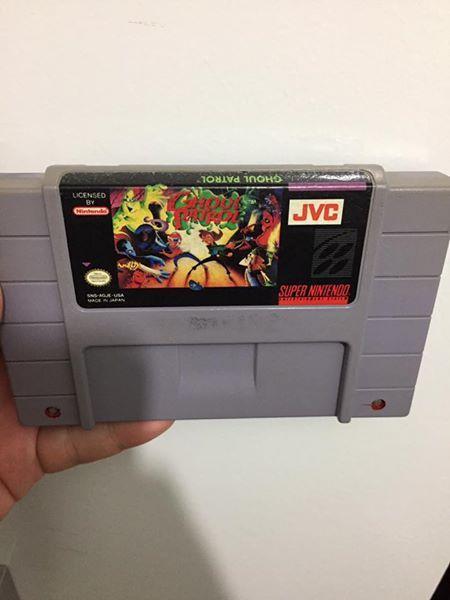 GHOUL PATROL
LICENSED
BY
Nintendo
GHOUL
PATROL
JVC
SUPER NINTENDO
SNS-AGJE-USA
MADE IN JAPAN